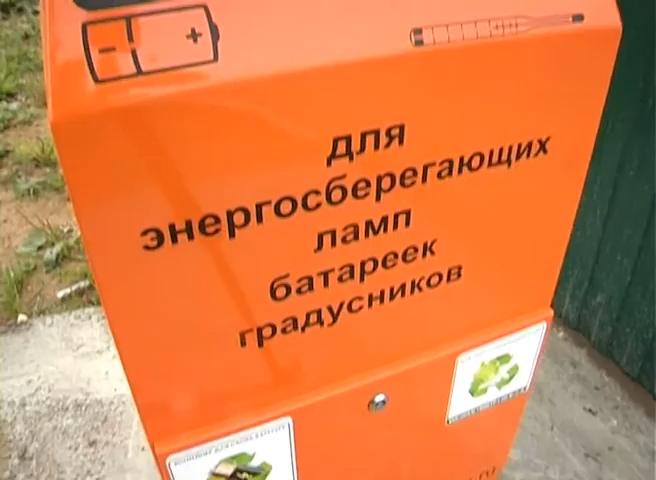 для
энергосберегающих
ламп
батареек
градусников